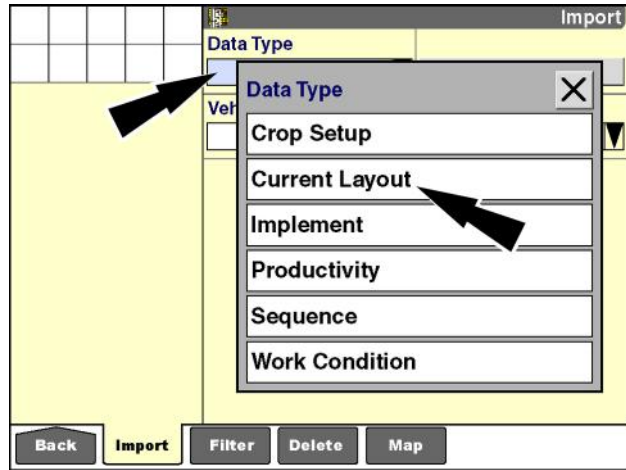 Import
Data Type
Veh
Data Type
Crop Setup
Current Layout
Implement
Productivity
Sequence
Work Condition
Back Import Filter Delete Map